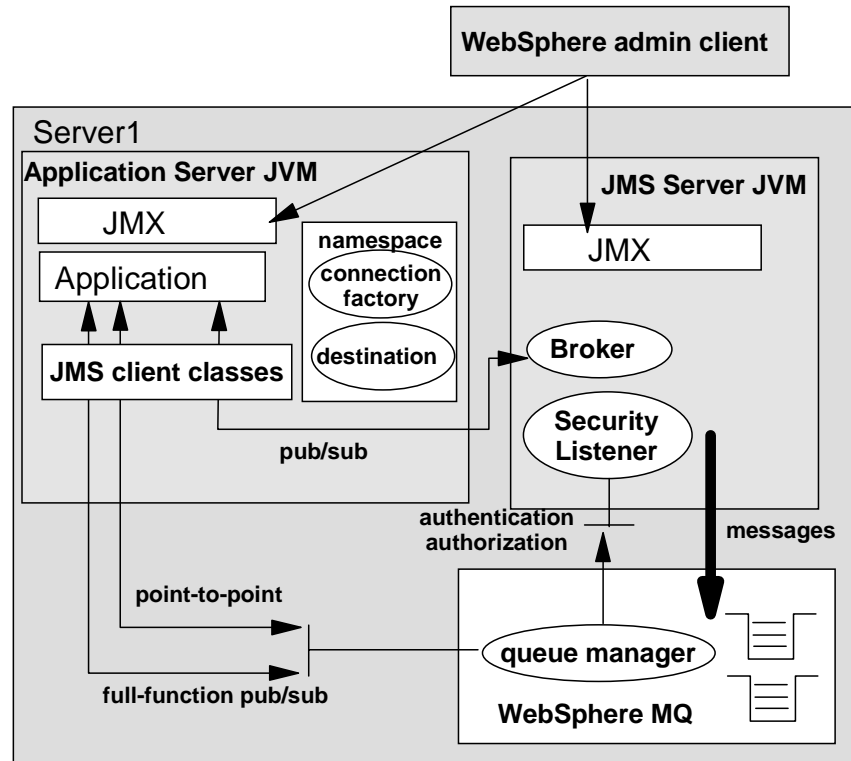 WebSphere admin client
Server1
Application Server JVM
JMX
Application
JMS client classes
namespace
connection
factory
destination
JMS Server JVM
JMX
Broker
Security
Listener
pub/sub
authentication
authorization
messages
point-to-point
full-function pub/sub
queue manager
WebSphere MQ